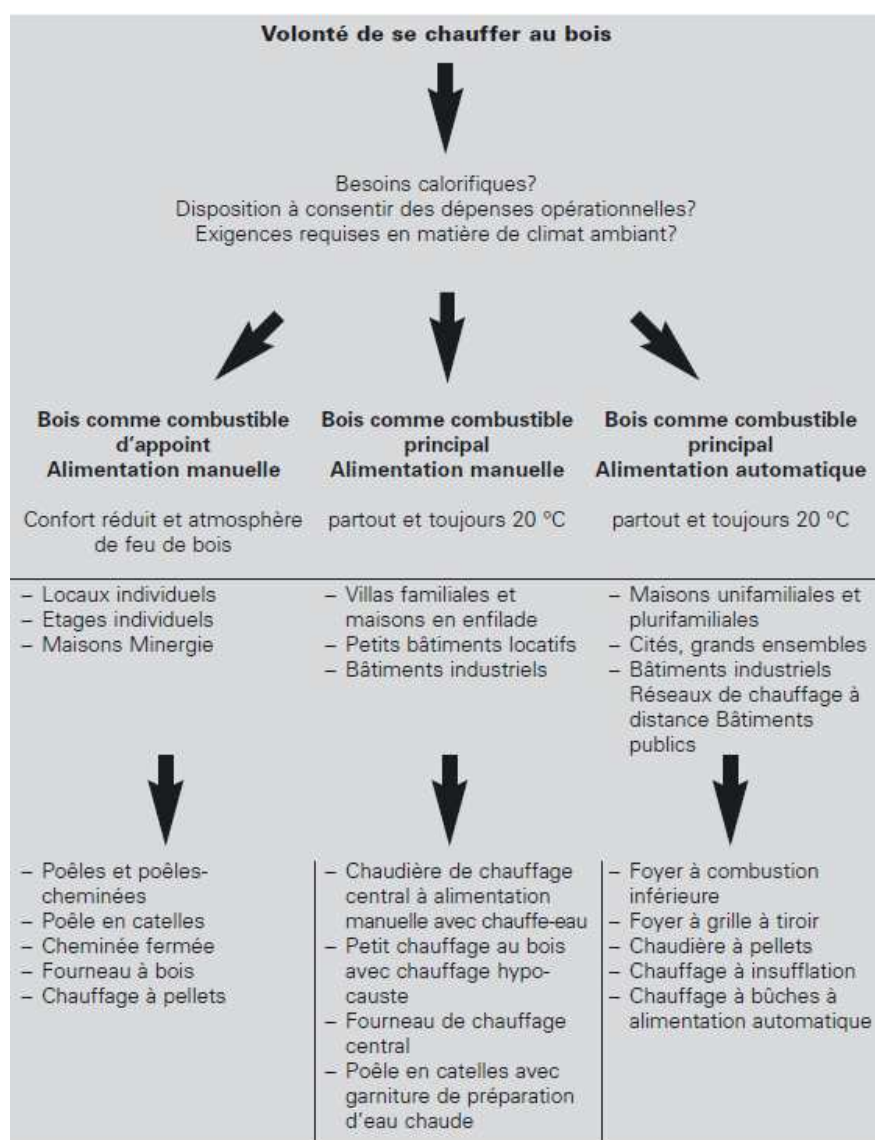 Volonté de se chauffer au bois
Besoins calorifiques?
Disposition à consentir des dépenses opérationnelles?
Exigences requises en matière de climat ambiant?
Bois comme combustible
d'appoint
Alimentation manuelle
Confort réduit et atmosphère
de feu de bois
– Locaux individuels
– Etages individuels
– Maisons Minergie
– Poêles et poêles-
cheminées
– Poêle en catelles
– Cheminée fermée
– Fourneau à bois
– Chauffage à pellets
Bois comme combustible
principal
Alimentation manuelle
partout et toujours 20 °C
– Villas familiales et
maisons en enfilade
– Petits bâtiments locatifs
– Bâtiments industriels
– Chaudière de chauffage
central à alimentation
manuelle avec chauffe-eau
– Petit chauffage au bois
avec chauffage hypo-
causte
– Fourneau de chauffage
central
– Poêle en catelles avec
garniture de préparation
d'eau chaude
Bois comme combustible
principal
Alimentation automatique
partout et toujours 20 °C
– Maisons unifamiliales et
plurifamiliales
– Cités, grands ensembles
– Bâtiments industriels
Réseaux de chauffage à
distance Bâtiments
publics
– Foyer à combustion
inférieure
– Foyer à grille à tiroir
– Chaudière à pellets
– Chauffage à insufflation
– Chauffage à bûches à
alimentation automatique